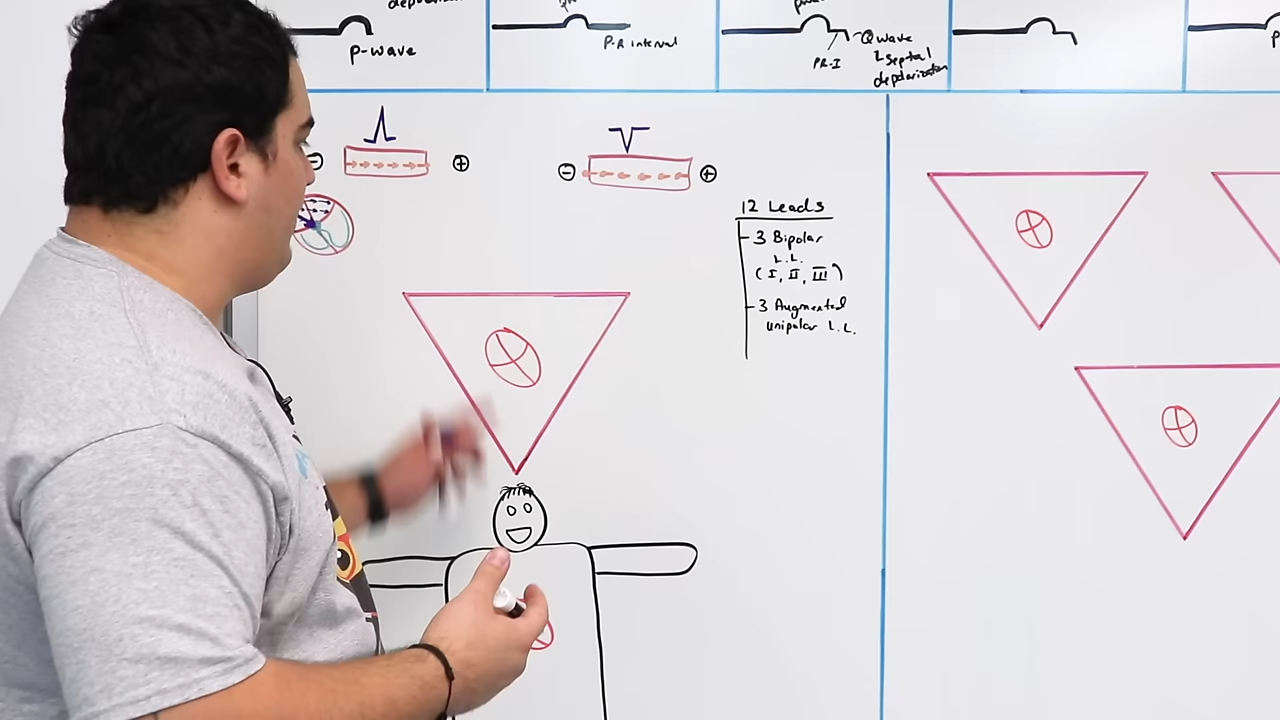 P-wave
P-R interval
PR-I
Q wave
L septal
depolarization
- +
- +
12 Leads
- 3 Bipolar
L.L.
(I, II, III)
- 3 Augmented
unipolar L.L.